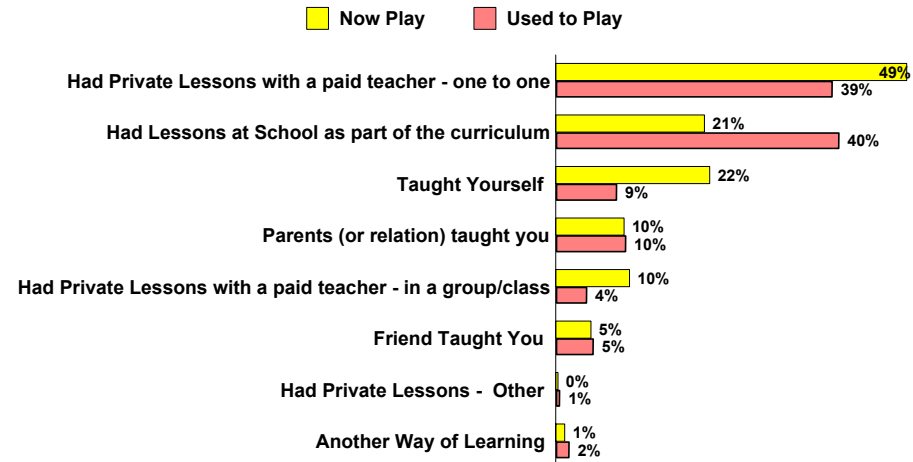 Now Play Used to Play
Had Private Lessons with a paid teacher - one to one 49%
39%
Had Lessons at School as part of the curriculum 21%
40%
Taught Yourself 22%
9%
Parents (or relation) taught you 10%
10%
Had Private Lessons with a paid teacher - in a group/class 10%
4%
Friend Taught You 5%
5%
Had Private Lessons - Other 0%
1%
Another Way of Learning 1%
2%